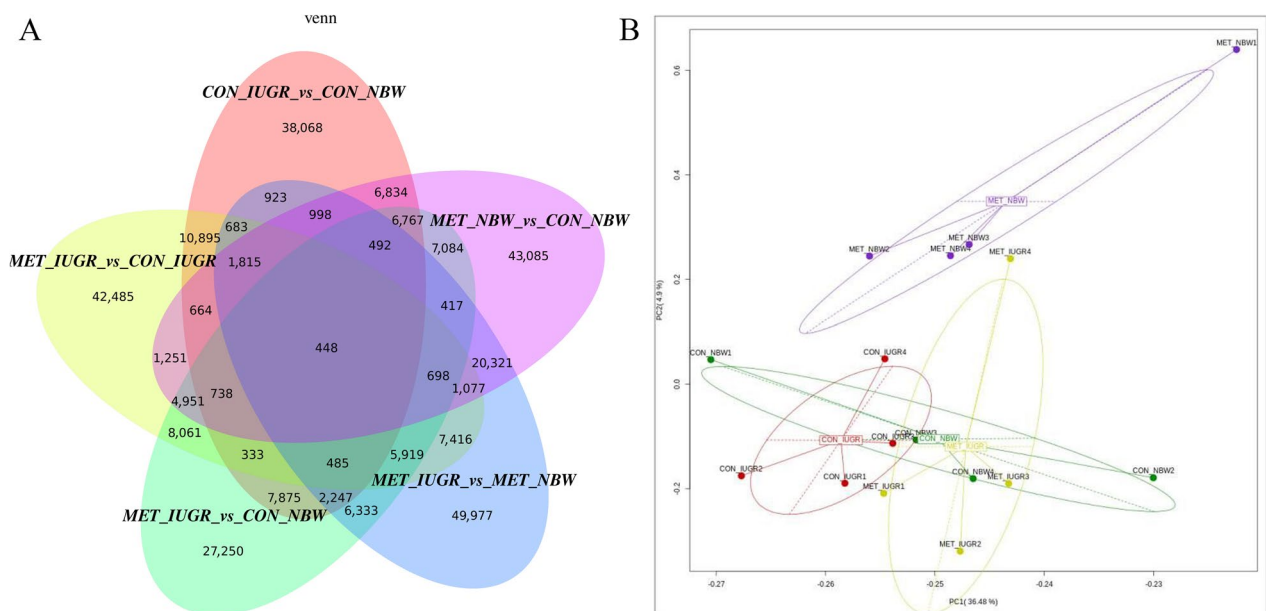 venn
A
CON_IUGR_vs_CON_NBW
38,068
923
6,834
683
998
6,767
MET_NBW_vs_CON_NBW
10,895
492
7,084
43,085
MET_IUGR_vs_CON_IUGR
1,815
42,485
664
417
448
1,251
20,321
698
1,077
738
4,951
8,061
7,416
333
485
5,919
MET_IUGR_vs_MET_NBW
7,875
2,247
6,333
MET_IUGR_vs_CON_NBW
49,977
27,250
B
MET_NBW1
0.6
0.4
MET_NBW
MET_NBW3
MET_NBW2
MET_NBW4
MET_IUGR4
0.2
PC2( 4.9 %)
CON_NBW1
CON_IUGR4
0.0
CON_NBW3
CON_IUGR
CON_NBW
MET_IUGR
CON_IUGR2
CON_IUGR1
CON_NBW4
CON_NBW2
MET_IUGR1
MET_IUGR3
-0.2
MET_IUGR2
-0.27
-0.26
-0.25
-0.24
-0.23
PC1( 36.48 %)